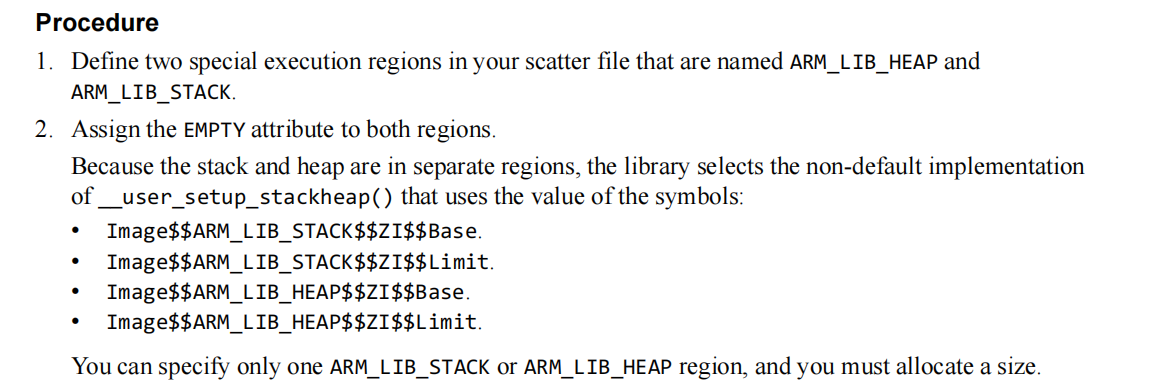 Procedure
1. Define two special execution regions in your scatter file that are named ARM_LIB_HEAP and
ARM_LIB_STACK.
2. Assign the EMPTY attribute to both regions.
Because the stack and heap are in separate regions, the library selects the non-default implementation
of __user_setup_stackheap() that uses the value of the symbols:
• Image$$ARM_LIB_STACK$$ZI$$Base.
• Image$$ARM_LIB_STACK$$ZI$$Limit.
• Image$$ARM_LIB_HEAP$$ZI$$Base.
• Image$$ARM_LIB_HEAP$$ZI$$Limit.
You can specify only one ARM_LIB_STACK or ARM_LIB_HEAP region, and you must allocate a size.